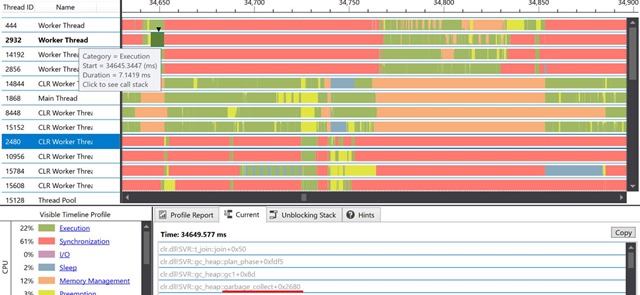 Thread ID Name 34,650 34,700 34,750 34,800 34,850 34,900
444 Worker Thread
2932 Worker Thread
14192 Worker Thread
2856 Worker Thread
Category = Execution
Start = 34645.3447 (ms)
Duration = 7.1419 ms
Click to see call stack
14844 CLR Worker T
1868 Main Thread
8448 CLR Worker Threa
15152 CLR Worker Threa
2480 CLR Worker Threa
10956 CLR Worker Threa
15784 CLR Worker Threa
15608 CLR Worker Threa
15128 Thread Pool
Visible Timeline Profile
CPU
22% Execution
61% Synchronization
0% I/O
2% Sleep
12% Memory Management
3% Preemption
Profile Report Current Unblocking Stack Hints
Time: 34649.577 ms
Copy
clr.dll!SVR::t_join::join+0x50
clr.dll!SVR::gc_heap::plan_phase+0xfdf5
clr.dll!SVR::gc_heap::gc1+0x8d
clr.dll!SVR::gc_heap::garbage_collect+0x2680